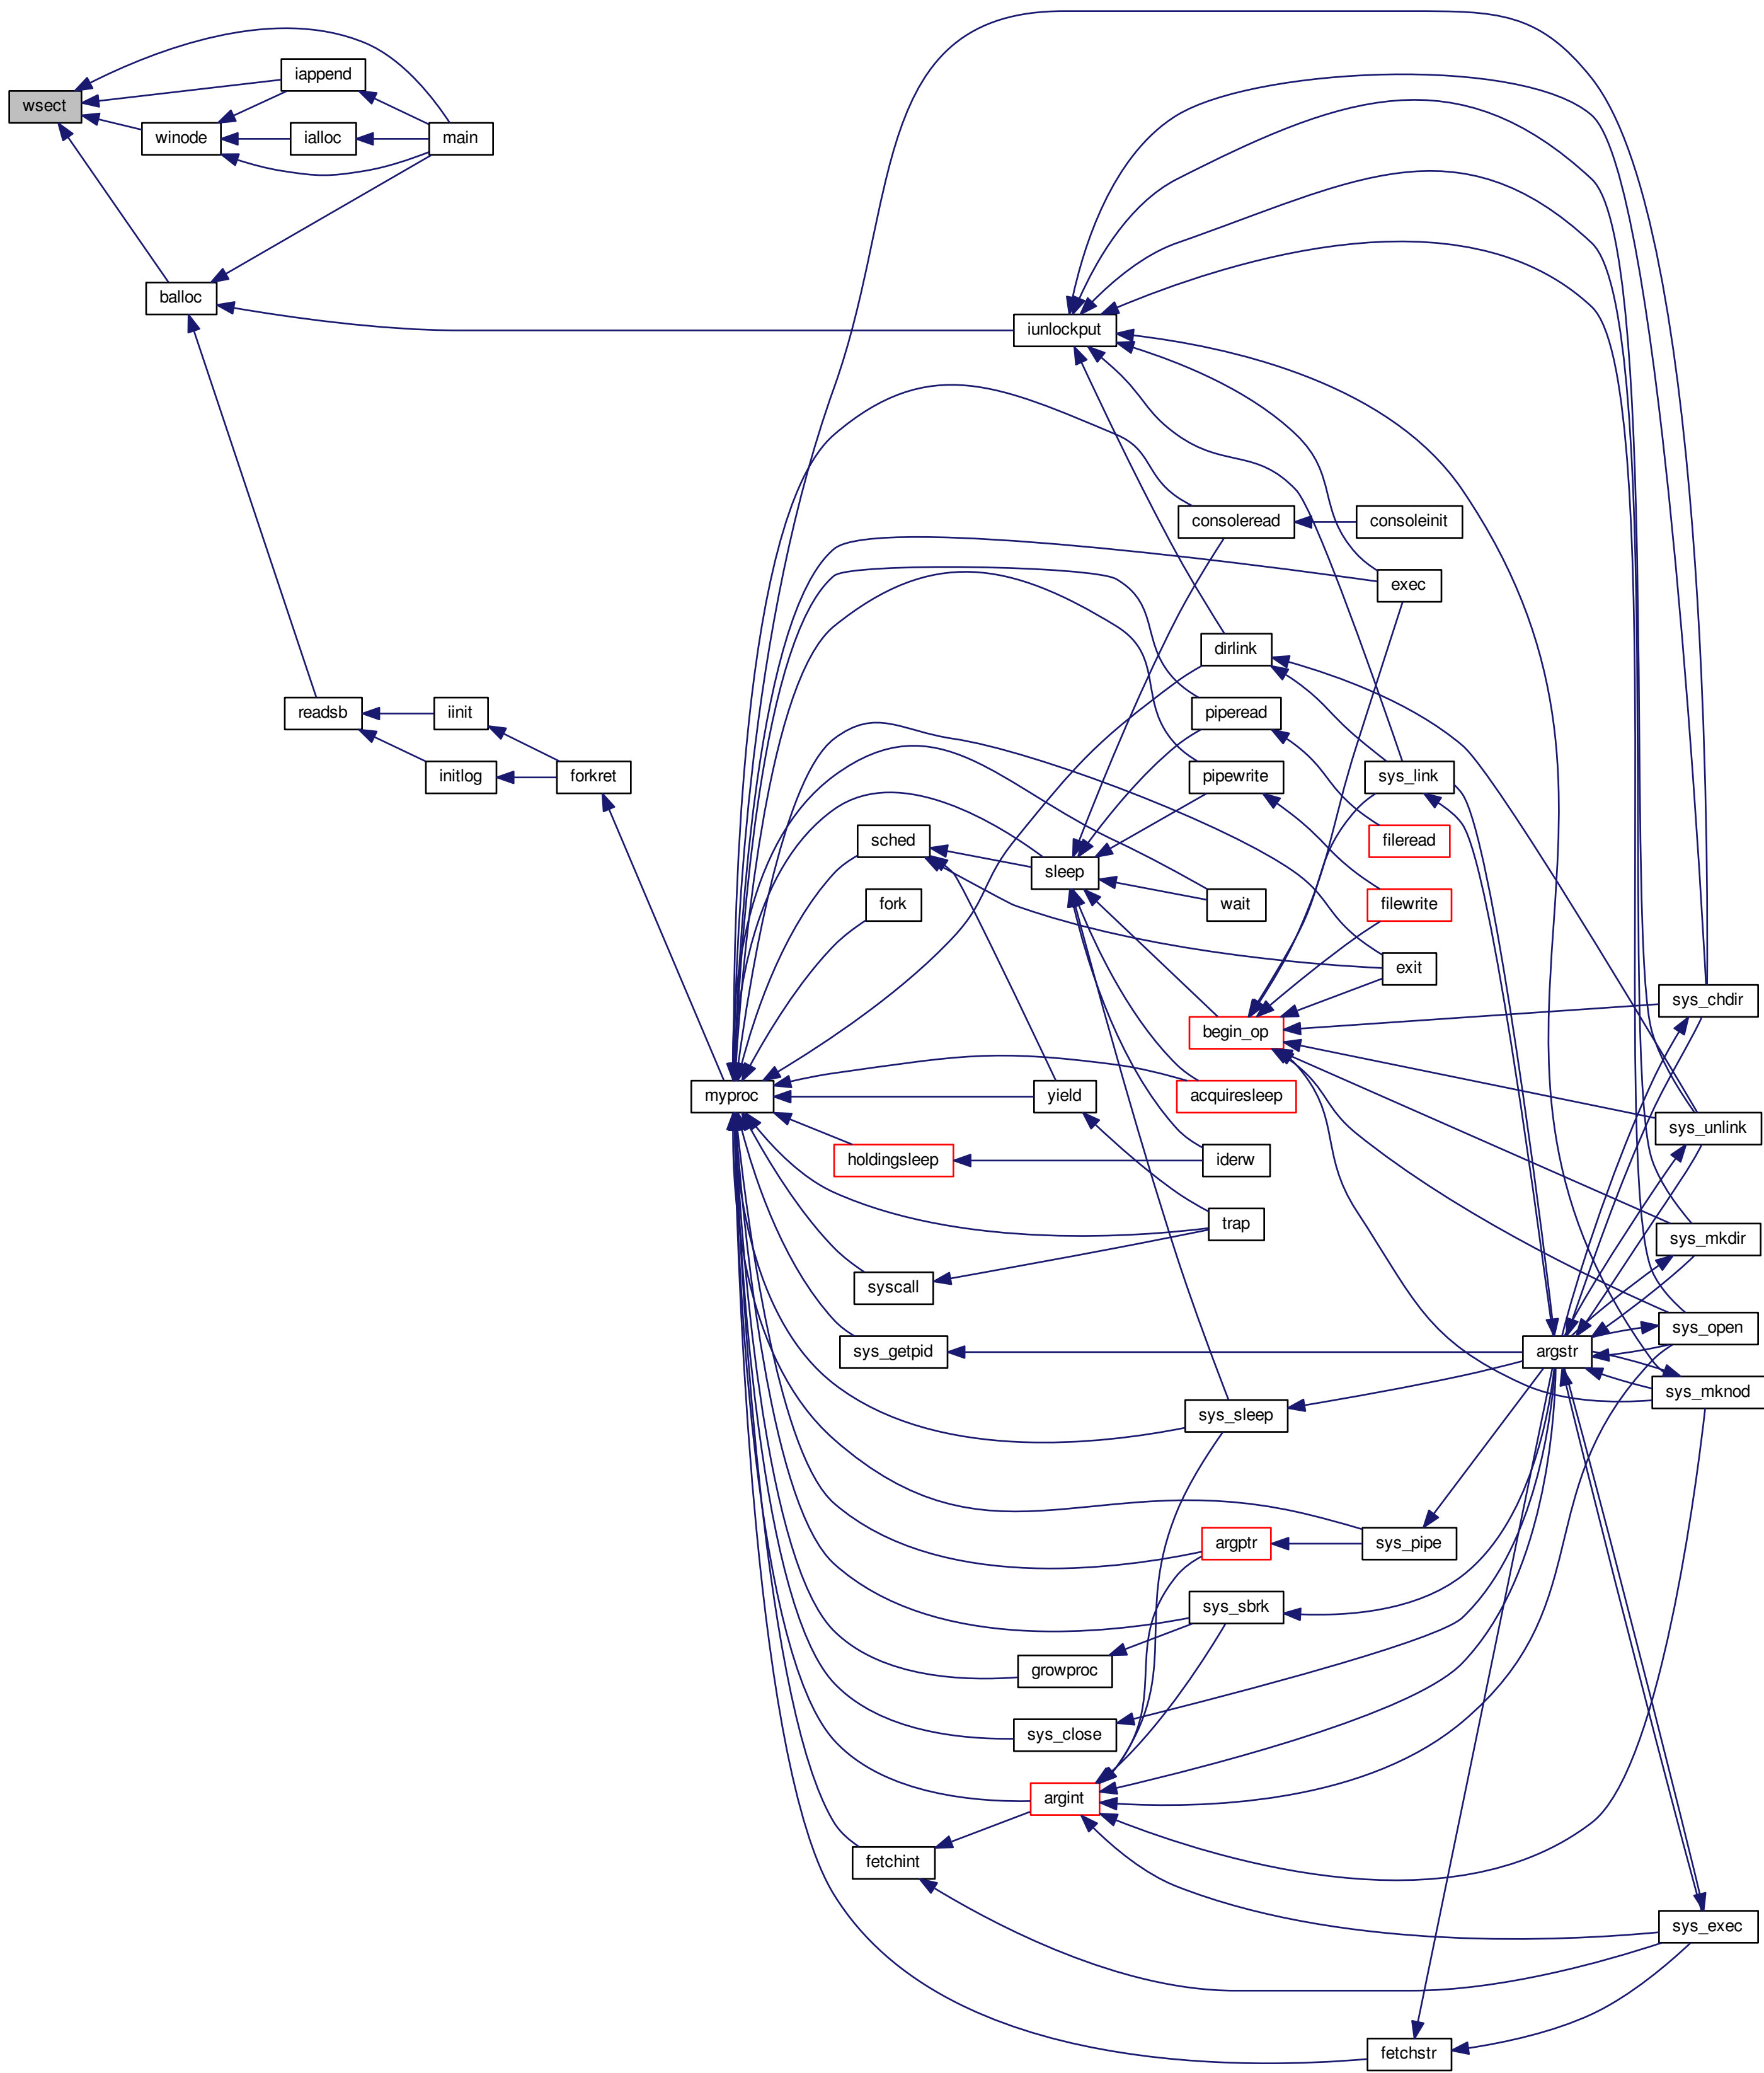 wsect
iappend
winode
ialloc
main
balloc
iunlockput
consoleread
consoleinit
exec
dirlink
readsb
iinit
piperead
initlog
forkret
pipewrite
sys_link
sched
sleep
fileread
fork
wait
filewrite
exit
sys_chdir
begin_op
myproc
yield
acquiresleep
sys_unlink
holdingsleep
iderw
trap
sys_mkdir
syscall
sys_open
sys_getpid
argstr
sys_mknod
sys_sleep
argptr
sys_pipe
sys_sbrk
growproc
sys_close
argint
fetchint
sys_exec
fetchstr